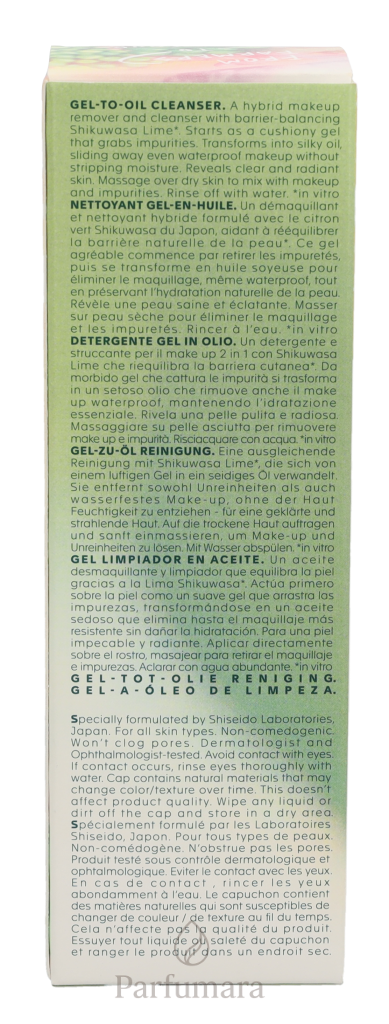 GEL-TO-OIL CLEANSER. A hybrid makeup
remover and cleanser with barrier-balancing
Shikuwasa Lime*. Starts as a cushiony gel
that grabs impurities. Transforms into silky oil,
sliding away even waterproof makeup without
stripping moisture. Reveals clear and radiant
skin. Massage over dry skin to mix with makeup
and impurities. Rinse off with water. *in vitro
NETTOYANT GEL-EN-HUILE. Un démaquillant
et nettoyant hybride formulé avec le citron
vert Shikuwasa du Japon, aidant à rééquilibrer
la barrière naturelle de la peau*. Ce gel
agréable commence par retirer les impuretés,
puis se transforme en huile soyeuse pour
éliminer le maquillage, même waterproof, tout
en préservant l'hydratation naturelle de la peau.
Révèle une peau saine et éclatante. Masser
sur peau sèche pour éliminer le maquillage
et les impuretés. Rincer à l'eau. *in vitro
DETERGENTE GEL IN OLIO. Un detergente e
struccante per il make up 2 in 1 con Shikuwasa
Lime che riequilibra la barriera cutanea*. Da
morbido gel che cattura le impurità si trasforma
in un setoso olio che rimuove anche il make
up waterproof, mantenendo l'idratazione
essenziale. Rivela una pelle pulita e radiosa.
Massaggiare su pelle asciutta per rimuovere
make up e impurità. Risciacquare con acqua. *in vitro
GEL-ZU-ÖL REINIGUNG. Eine ausgleichende
Reinigung mit Shikuwasa Lime*, die sich von
einem luftigen Gel in ein seidiges Öl verwandelt.
Sie entfernt sowohl Unreinheiten als auch
wasserfestes Make-up, ohne der Haut
Feuchtigkeit zu entziehen - für eine geklärte und
strahlende Haut. Auf die trockene Haut auftragen
und sanft einmassieren, um Make-up und
Unreinheiten zu lösen. Mit Wasser abspülen. *in vitro
GEL LIMPIADOR EN ACEITE. Un aceite
desmaquillante y limpiador que equilibra la piel
gracias a la Lima Shikuwasa*. Actúa primero
sobre la piel como un suave gel que arrastra las
impurezas, transformándose en un aceite
sedoso que elimina hasta el maquillaje más
resistente sin dañar la hidratación. Para una piel
impecable y radiante. Aplicar directamente
sobre el rostro, masajear para retirar el maquillaje
e impurezas. Aclarar con agua abundante. *in vitro
GEL-TOT-OLIE REINIGING.
GEL-A-ÓLEO DE LIMPEZA.
Specially formulated by Shiseido Laboratories,
Japan. For all skin types. Non-comedogenic.
Won't clog pores. Dermatologist and
Ophthalmologist-tested. Avoid contact with eyes.
If contact occurs, rinse eyes thoroughly with
water. Cap contains natural materials that may
change color/texture over time. This doesn't
affect product quality. Wipe any liquid or
dirt off the cap and store in a dry area.
Spécialement formulé par les Laboratoires
Shiseido, Japon. Pour tous types de peaux.
Non-comédogène. N'obstrue pas les pores.
Produit testé sous contrôle dermatologique et
ophtalmologique. Eviter le contact avec les yeux.
En cas de contact, rincer les yeux
abondamment à l'eau. Le capuchon contient
des matières naturelles qui sont susceptibles de
changer de couleur / de texture au fil du temps.
Cela n'affecte pas la qualité du produit.
Essuyer tout liquide ou saleté du capuchon
et ranger le produit dans un endroit sec.
Parfumara